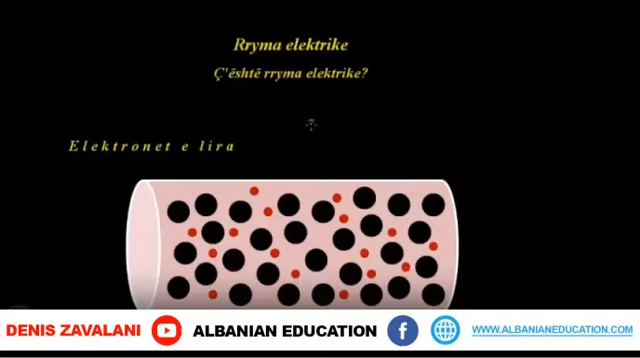 Rryma elektrike
Ç'është rryma elektrike?
Elektronet e lira
DENIS ZAVALANI ALBANIAN EDUCATION WWW.ALBANIANEDUCATION.COM